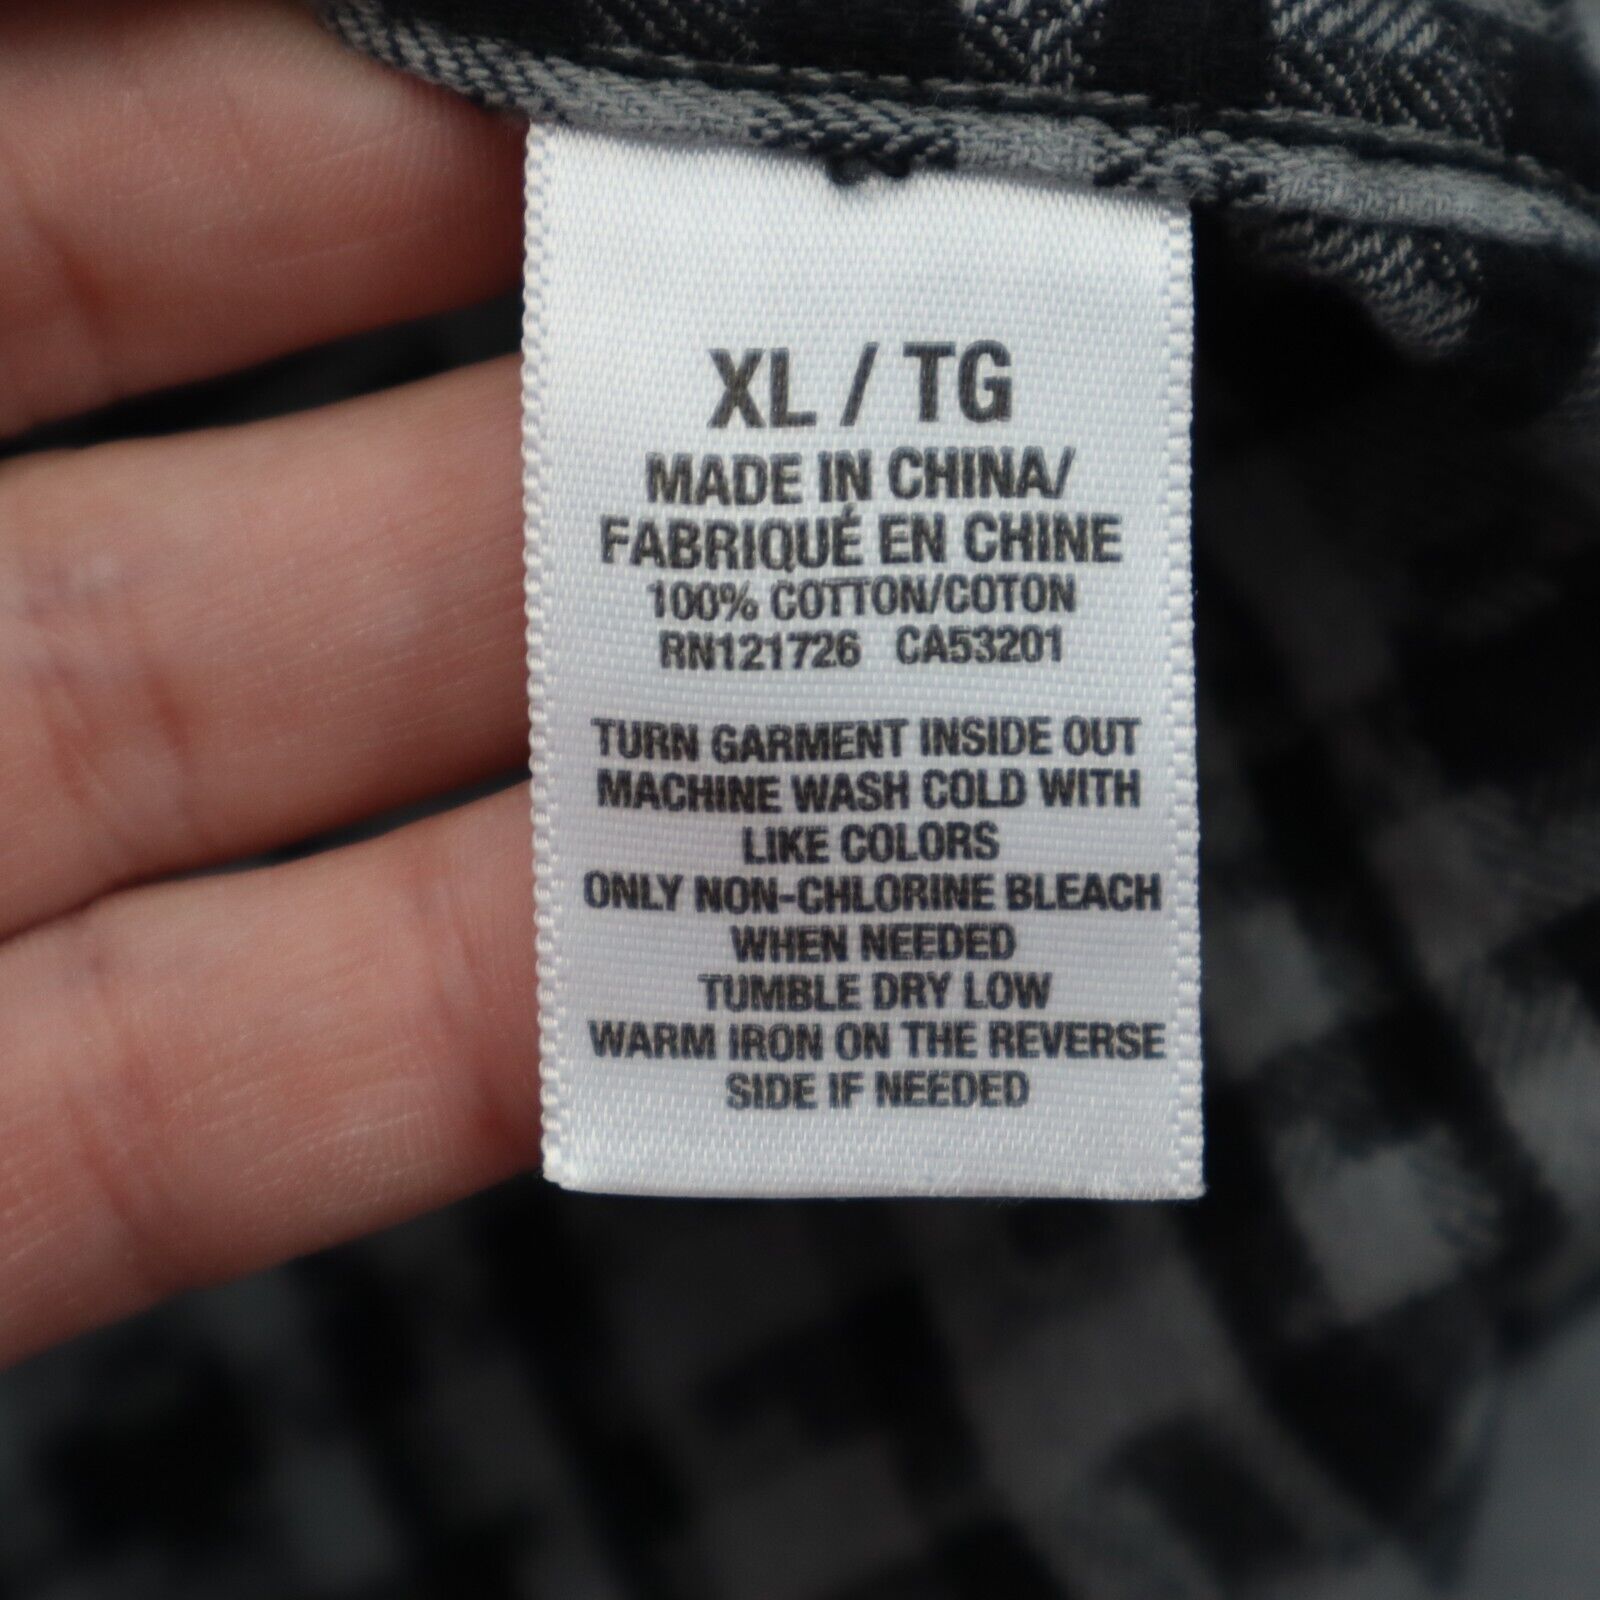 XL / TG
MADE IN CHINA/
FABRIQUÉ EN CHINE
100% COTTON/COTON
RN121726 CA53201
TURN GARMENT INSIDE OUT
MACHINE WASH COLD WITH
LIKE COLORS
ONLY NON-CHLORINE BLEACH
WHEN NEEDED
TUMBLE DRY LOW
WARM IRON ON THE REVERSE
SIDE IF NEEDED